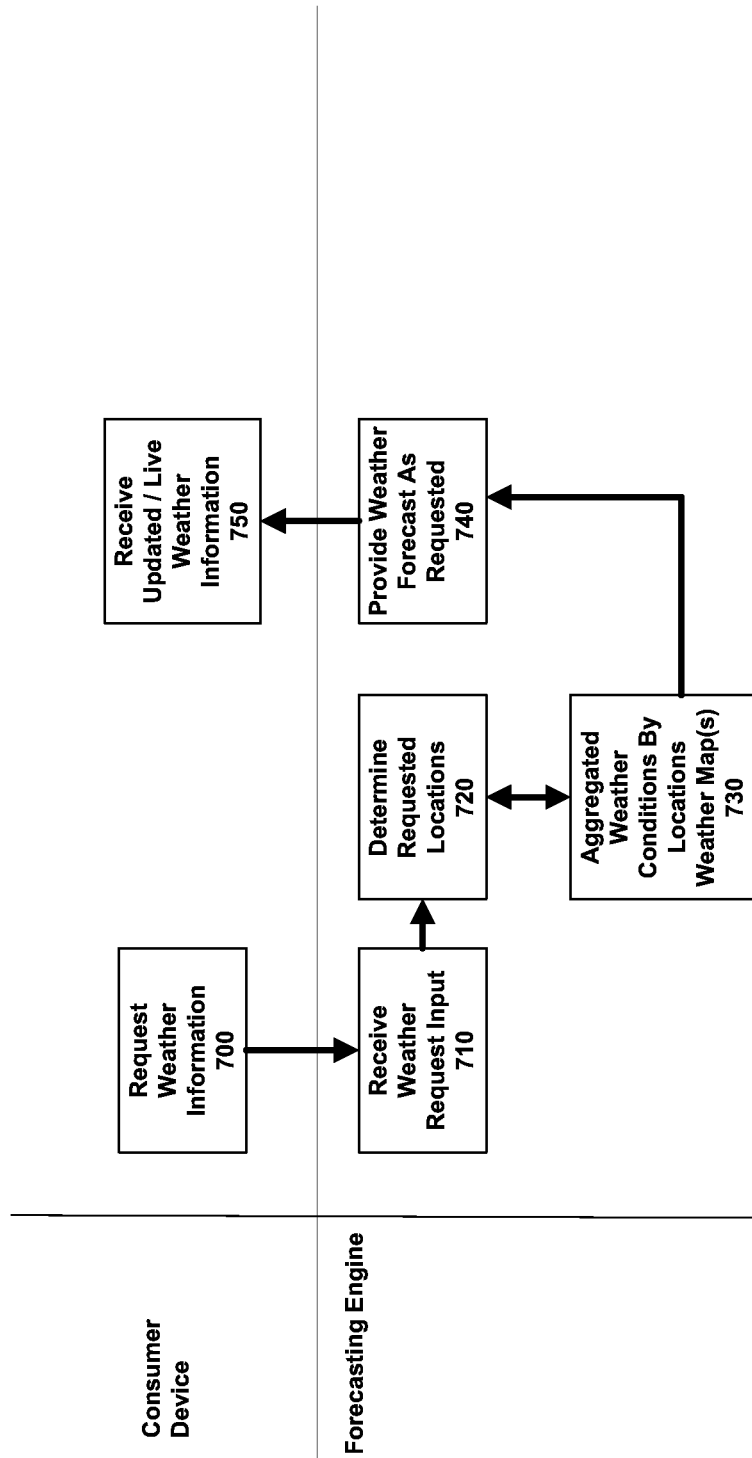 Consumer
Device
Request
Weather
Information
700
Receive
Updated / Live
Weather
Information
750
Forecasting Engine
Receive
Weather
Request Input
710
Determine
Requested
Locations
720
Provide Weather
Forecast As
Requested
740
Aggregated
Weather
Conditions By
Locations
Weather Map(s)
730